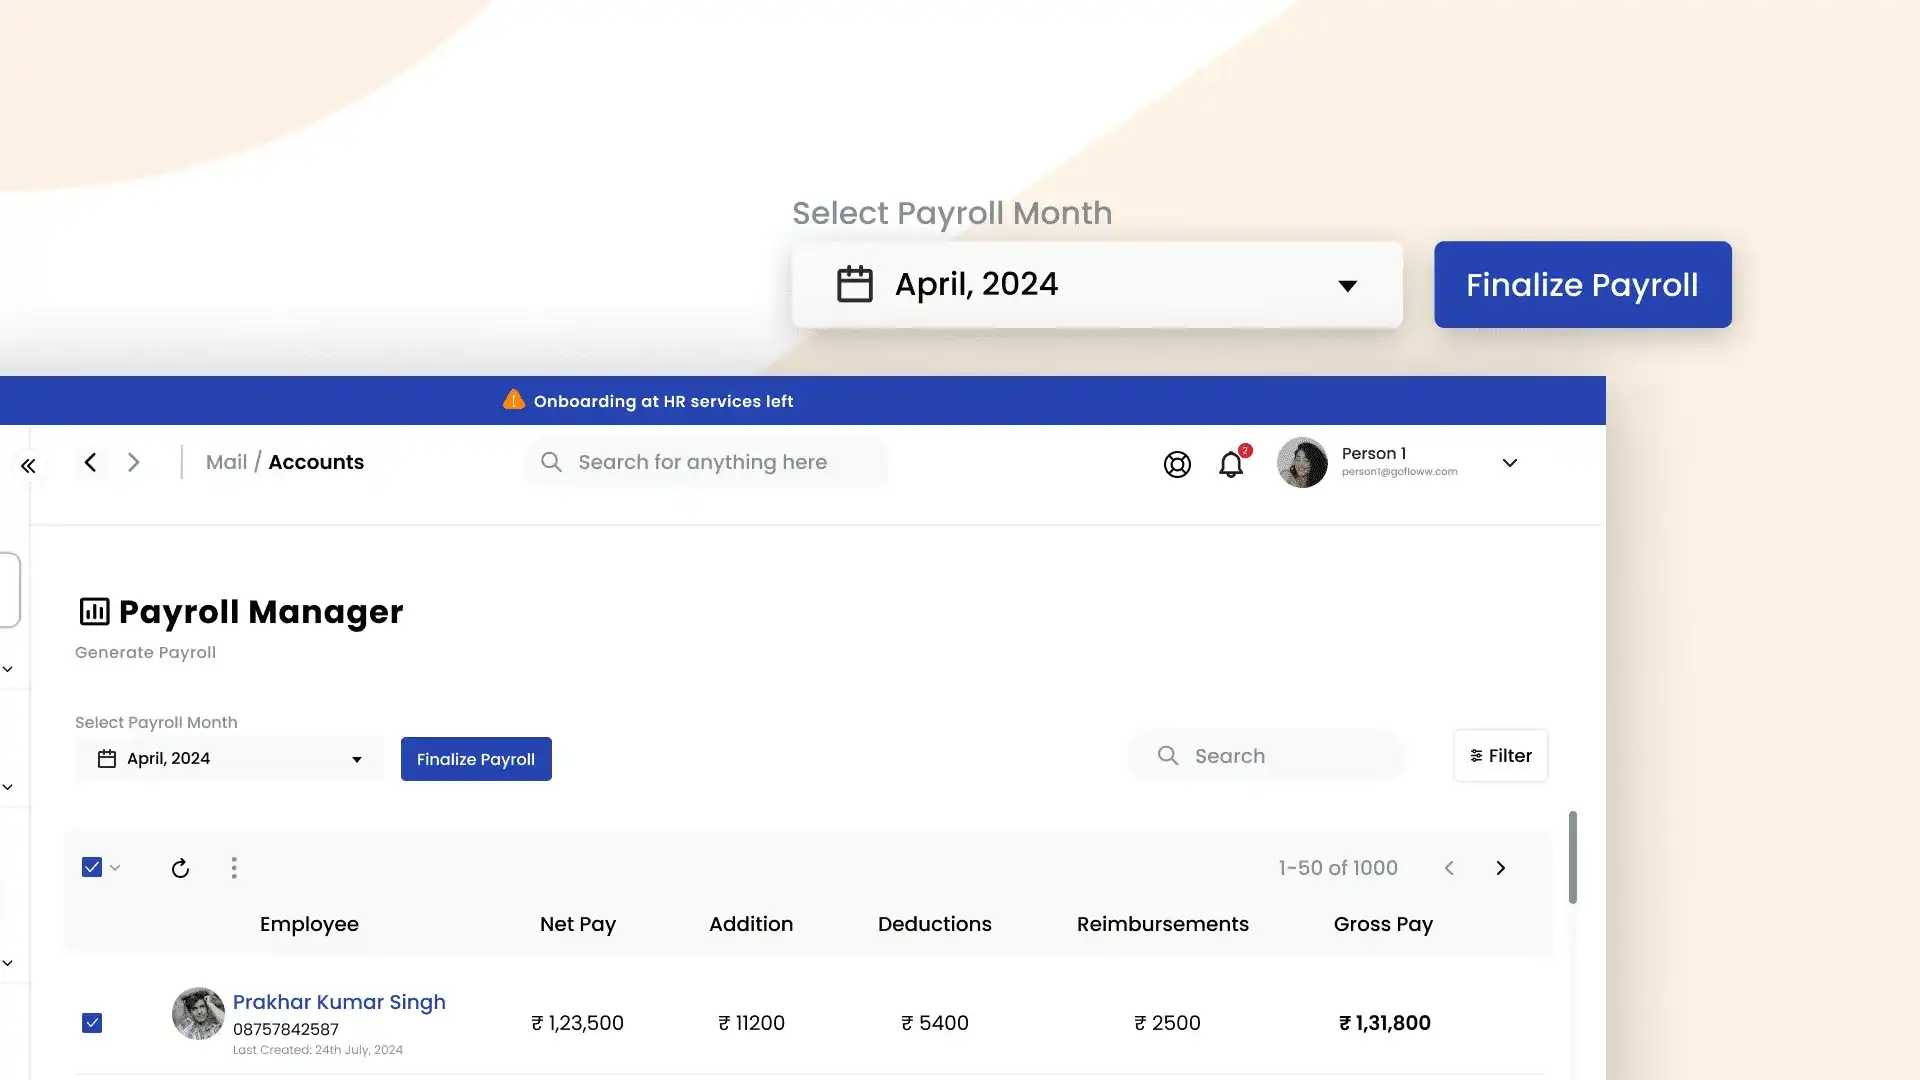 Select Payroll Month
April, 2024
Finalize Payroll
Onboarding at HR services left
Mail / Accounts
Search for anything here
2
Person 1
person1@gofloww.com
Payroll Manager
Generate Payroll
Select Payroll Month
April, 2024
Finalize Payroll
Search
Filter
1-50 of 1000
Employee Net Pay Addition Deductions Reimbursements Gross Pay
Prakhar Kumar Singh
08757842587
Last Created: 24th July, 2024
₹ 1,23,500 ₹ 11200 ₹ 5400 ₹ 2500 ₹ 1,31,800